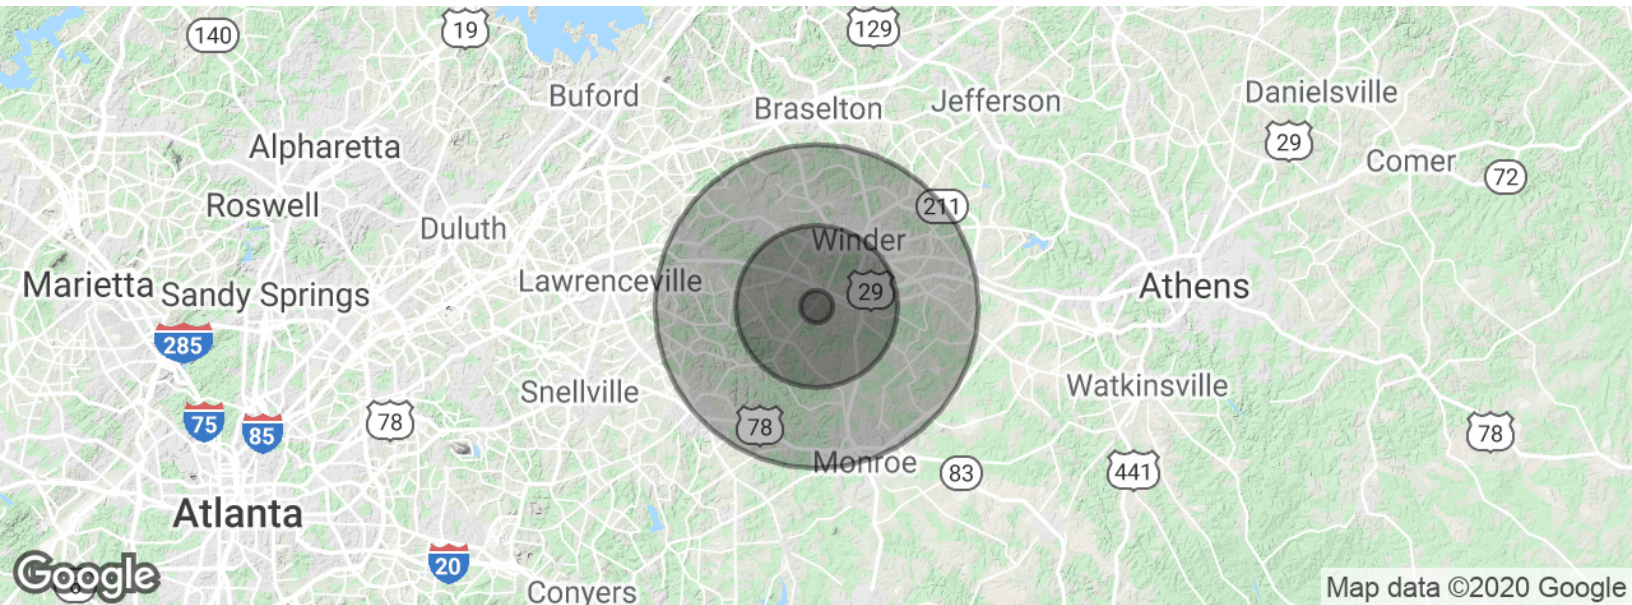 140
19
129
Buford
Braselton
Jefferson
Danielsville
29
Alpharetta
Comer
72
Roswell
211
Duluth
Winder
Lawrenceville
29
Marietta
Sandy Springs
Athens
285
Snellville
Watkinsville
75
85
78
78
78
Monroe
83
441
Atlanta
20
Google
Conyers
Map data ©2020 Google